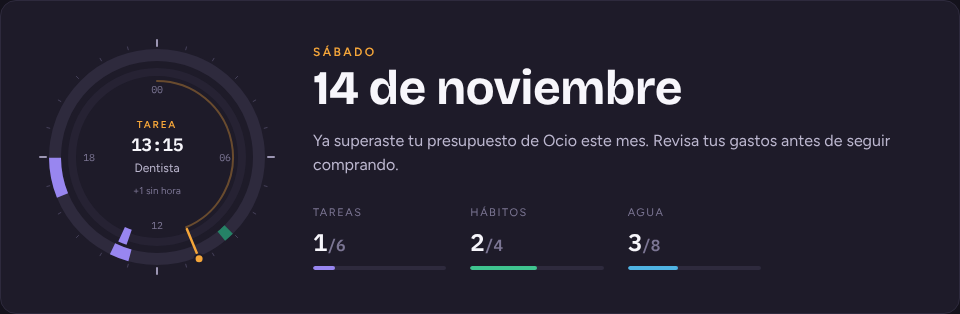 00
06
12
18
TAREA
13:15
Dentista
+1 sin hora
SÁBADO
14 de noviembre
Ya superaste tu presupuesto de Ocio este mes. Revisa tus gastos antes de seguir
comprando.
TAREAS
1/6
HÁBITOS
2/4
AGUA
3/8